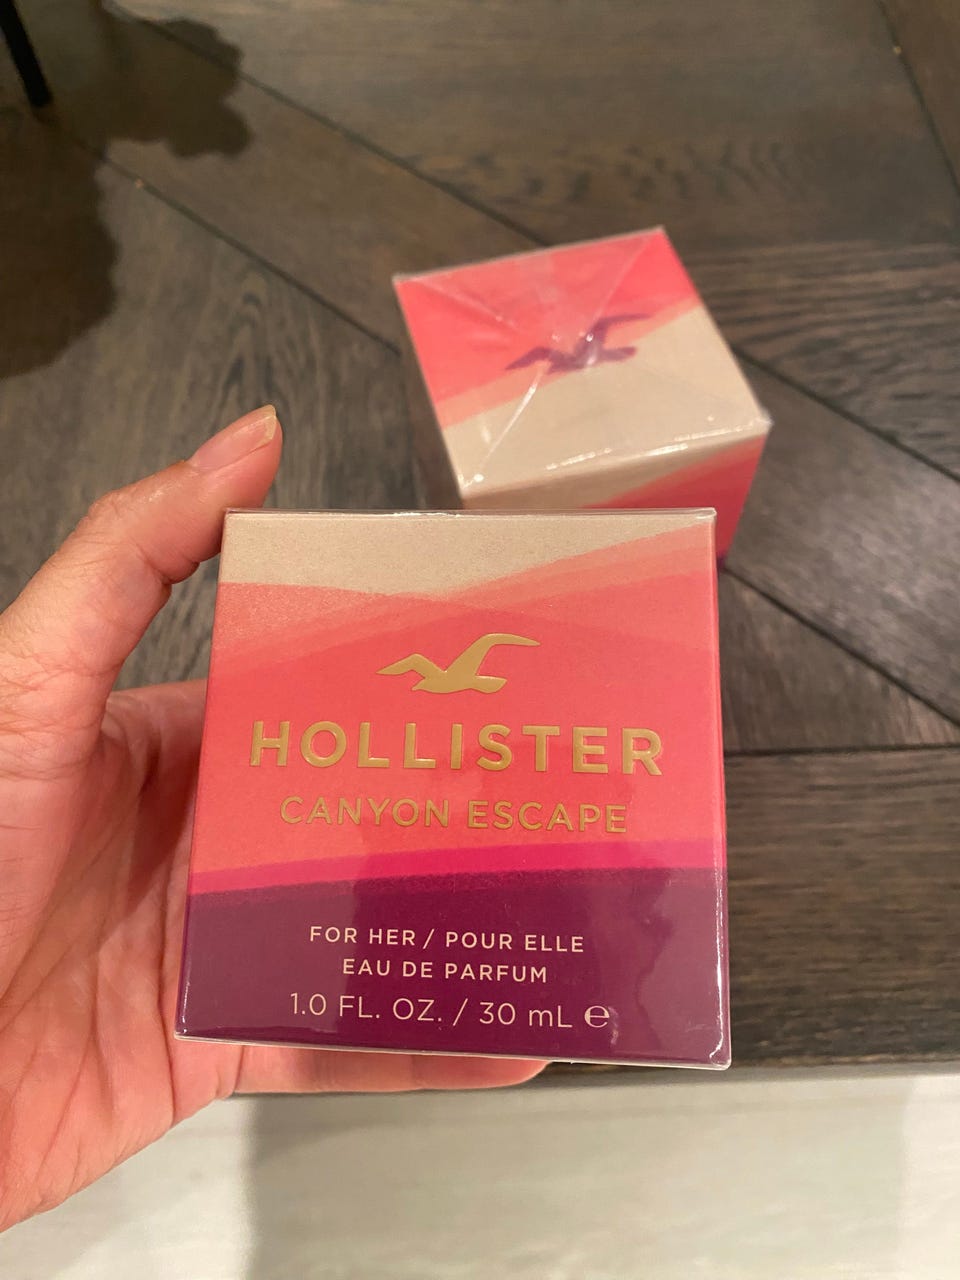 HOLLISTER
CANYON ESCAPE
FOR HER / POUR ELLE
EAU DE PARFUM
1.0 FL. OZ. / 30 mL ℮